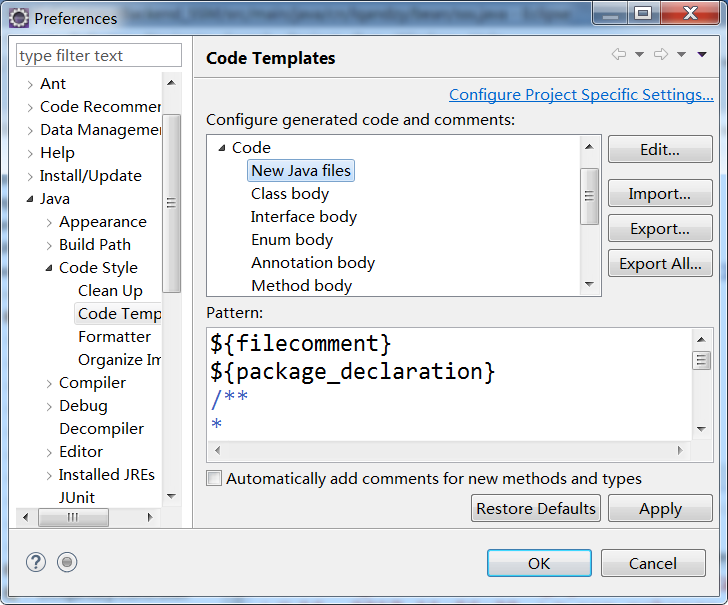 Preferences
type filter text
Ant
Code Recommen
Data Managemen
Help
Install/Update
Java
Appearance
Build Path
Code Style
Clean Up
Code Temp
Formatter
Organize Im
Compiler
Debug
Decompiler
Editor
Installed JREs
JUnit
Code Templates
Configure Project Specific Settings...
Configure generated code and comments:
Code
New Java files
Class body
Interface body
Enum body
Annotation body
Method body
Edit...
Import...
Export...
Export All...
Pattern:
${filecomment}
${package_declaration}
/**
*
Automatically add comments for new methods and types
Restore Defaults
Apply
?
OK
Cancel